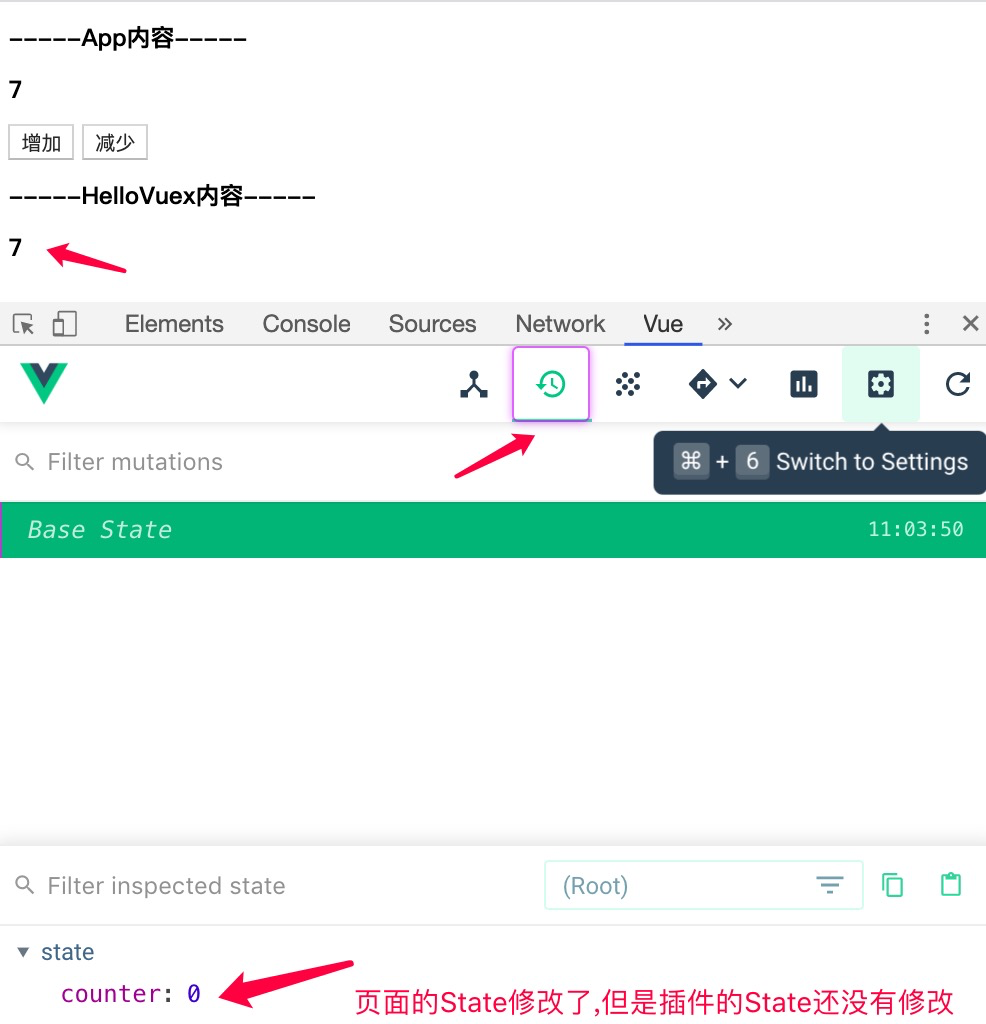 -----App内容-----
7
增加 减少
-----HelloVuex内容-----
7
Elements Console Sources Network Vue »
Filter mutations
⌘ + 6 Switch to Settings
Base State 11:03:50
Filter inspected state (Root)
state
counter: 0
页面的State修改了,但是插件的State还没有修改